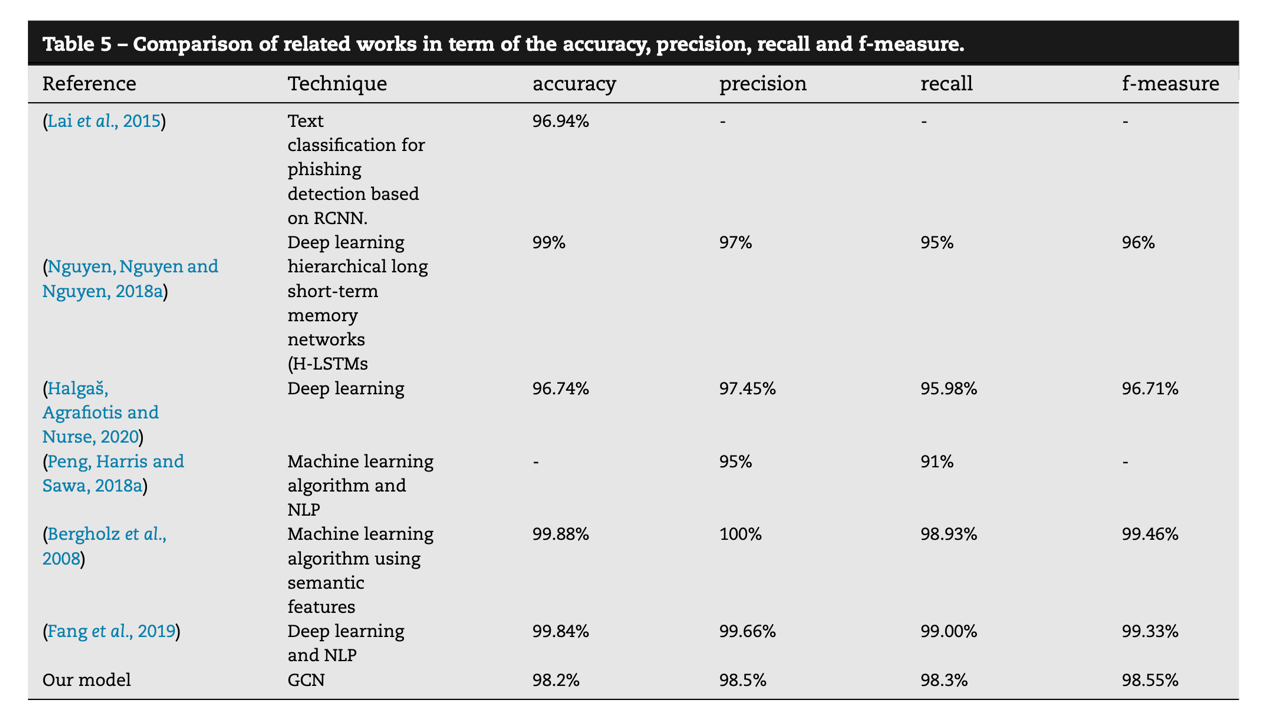 Table 5 – Comparison of related works in term of the accuracy, precision, recall and f-measure.
Reference Technique accuracy precision recall f-measure
(Lai et al., 2015) Text 96.94% - - -
classification for
phishing
detection based
on RCNN.
Deep learning 99% 97% 95% 96%
(Nguyen, Nguyen and hierarchical long
Nguyen, 2018a) short-term
memory
networks
(H-LSTMs
(Halgaš, Deep learning 96.74% 97.45% 95.98% 96.71%
Agrafiotis and
Nurse, 2020)
(Peng, Harris and Machine learning - 95% 91% -
Sawa, 2018a) algorithm and
NLP
(Bergholz et al., Machine learning 99.88% 100% 98.93% 99.46%
2008) algorithm using
semantic
features
(Fang et al., 2019) Deep learning 99.84% 99.66% 99.00% 99.33%
and NLP
Our model GCN 98.2% 98.5% 98.3% 98.55%